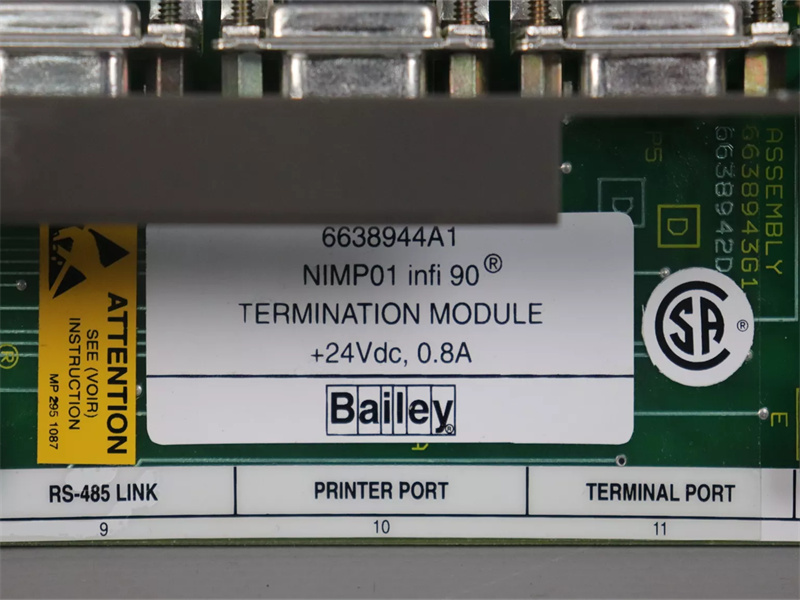 6638944A1
NIMP01 infi 90®
TERMINATION MODULE
+24Vdc, 0.8A
Bailey®
ATTENTION
SEE (VOIR)
INSTRUCTION
MP 295 1087
ASSEMBLY
6638943G1
6638942D
P5
D
D
CSA®
®
E
RS-485 LINK
PRINTER PORT
TERMINAL PORT
9
10
11